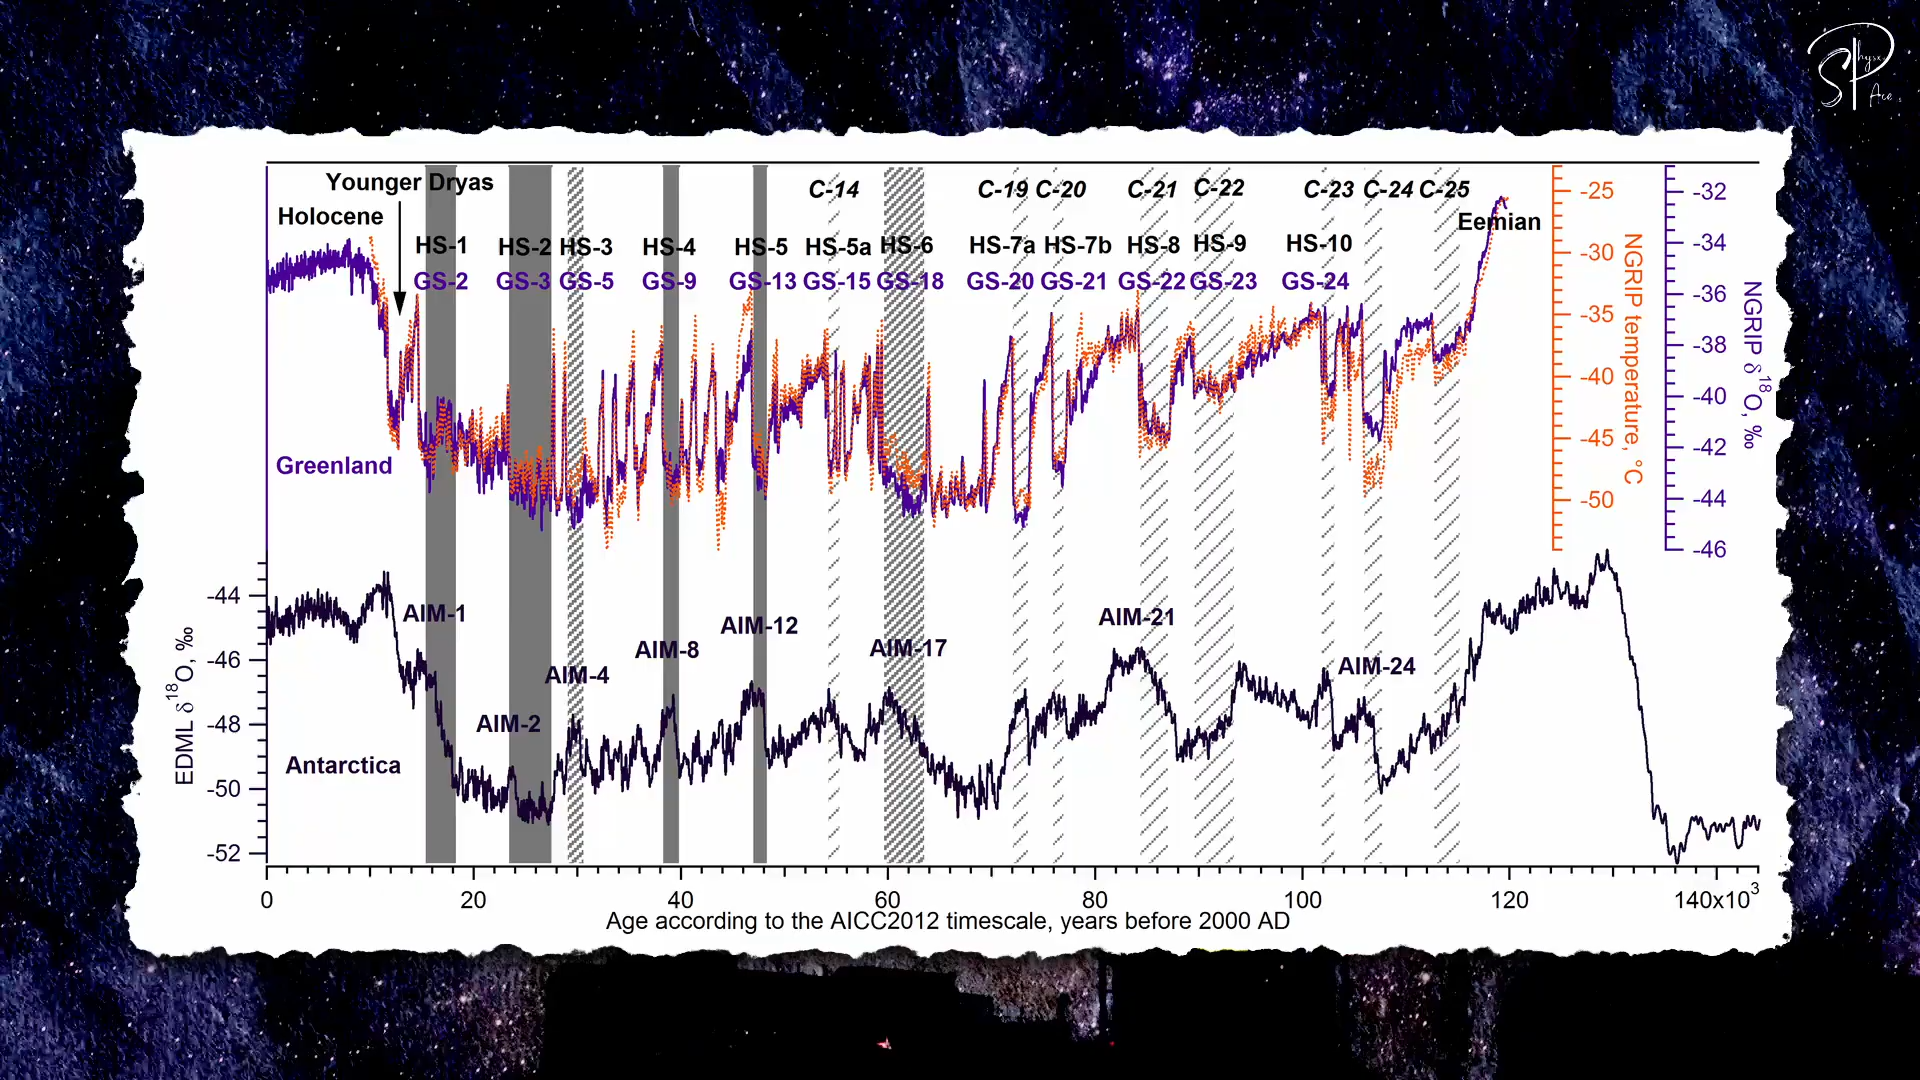 SPhysx
Ace
Younger Dryas
Holocene
C-14 C-19 C-20 C-21 C-22 C-23 C-24 C-25
Eemian
HS-1 HS-2 HS-3 HS-4 HS-5 HS-5a HS-6 HS-7a HS-7b HS-8 HS-9 HS-10
GS-2 GS-3 GS-5 GS-9 GS-13 GS-15 GS-18 GS-20 GS-21 GS-22 GS-23 GS-24
Greenland
-25
-30
-35
-40
-45
-50
NGRIP temperature, °C
-32
-34
-36
-38
-40
-42
-44
-46
NGRIP δ18O, ‰
-44
-46
-48
-50
-52
EDML δ18O, ‰
AIM-1
AIM-2
AIM-4
AIM-8
AIM-12
AIM-17
AIM-21
AIM-24
Antarctica
0 20 40 60 80 100 120 140x10³
Age according to the AICC2012 timescale, years before 2000 AD